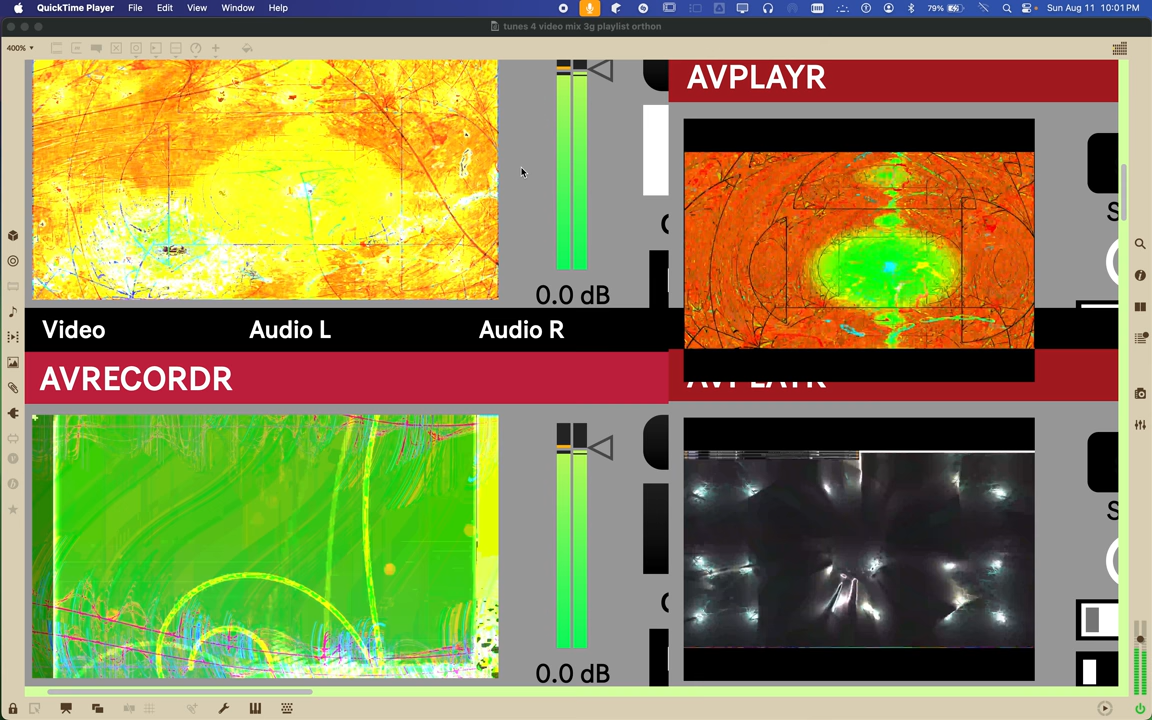 QuickTime Player File Edit View Window Help 79% Sun Aug 11 10:01 PM
tunes 4 video mix 3g playlist orthon
400%
AVPLAYR
0.0 dB
Video Audio L Audio R
AVRECORDR
AVPLAYR
0.0 dB